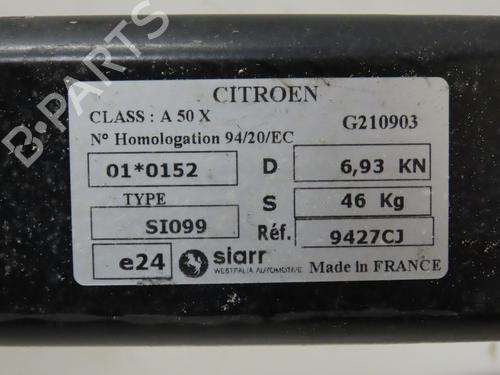 B-PARTS
CITROEN
CLASS : A 50 X
G210903
N° Homologation 94/20/EC
01*0152 D 6,93 KN
TYPE
SI099 S 46 Kg
Réf. 9427CJ
e24 siarr
WESTFALIA AUTOMOTIVE
Made in FRANCE